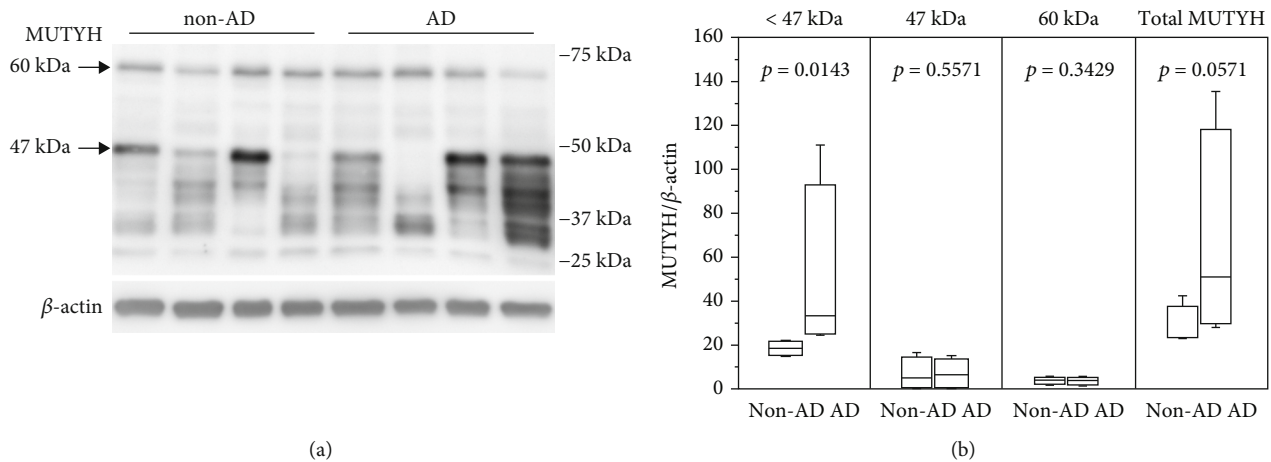 non-AD AD
MUTYH
60 kDa
47 kDa
β-actin
–75 kDa
–50 kDa
–37 kDa
–25 kDa
(a)
< 47 kDa 47 kDa 60 kDa Total MUTYH
p = 0.0143 p = 0.5571 p = 0.3429 p = 0.0571
MUTYH/β-actin
160
140
120
100
80
60
40
20
0
Non-AD AD Non-AD AD Non-AD AD Non-AD AD
(b)